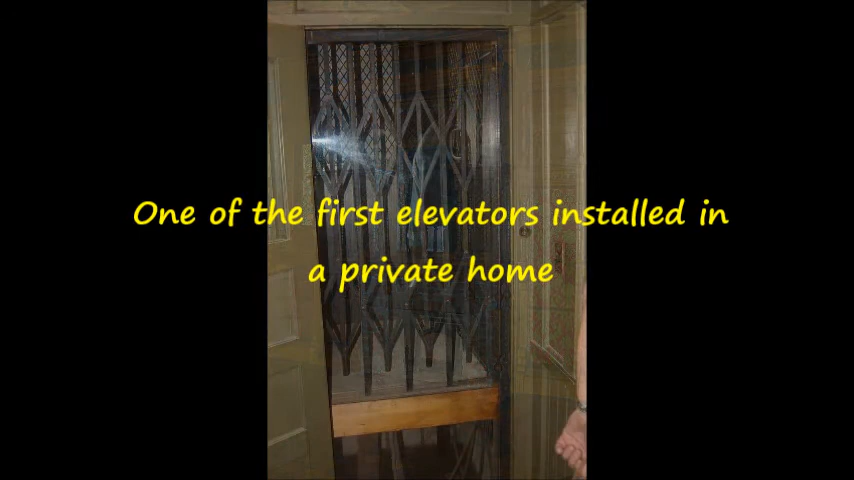 One of the first elevators installed in
a private home